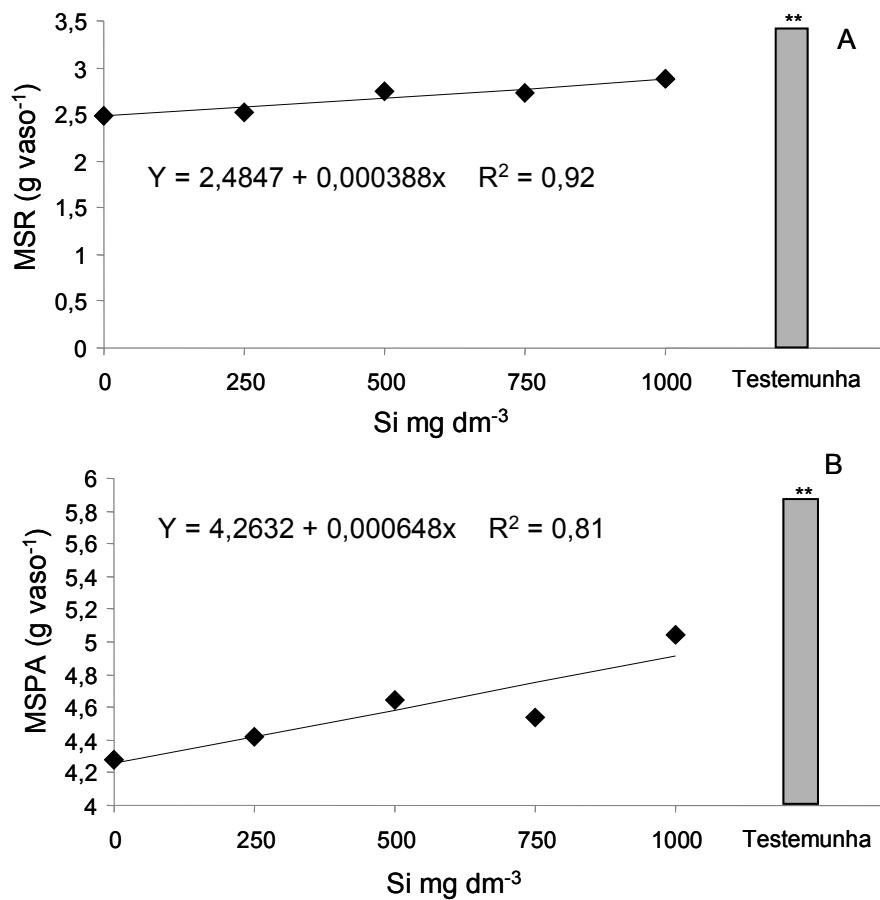 3,5
**
A
3
2,5
2
Y = 2,4847 + 0,000388x R² = 0,92
1,5
1
0,5
0
MSR (g vaso⁻¹)
0 250 500 750 1000 Testemunha
Si mg dm⁻³
B
6
**
5,8
Y = 4,2632 + 0,000648x R² = 0,81
5,6
5,4
5,2
5
4,8
4,6
4,4
4,2
4
MSPA (g vaso⁻¹)
0 250 500 750 1000 Testemunha
Si mg dm⁻³